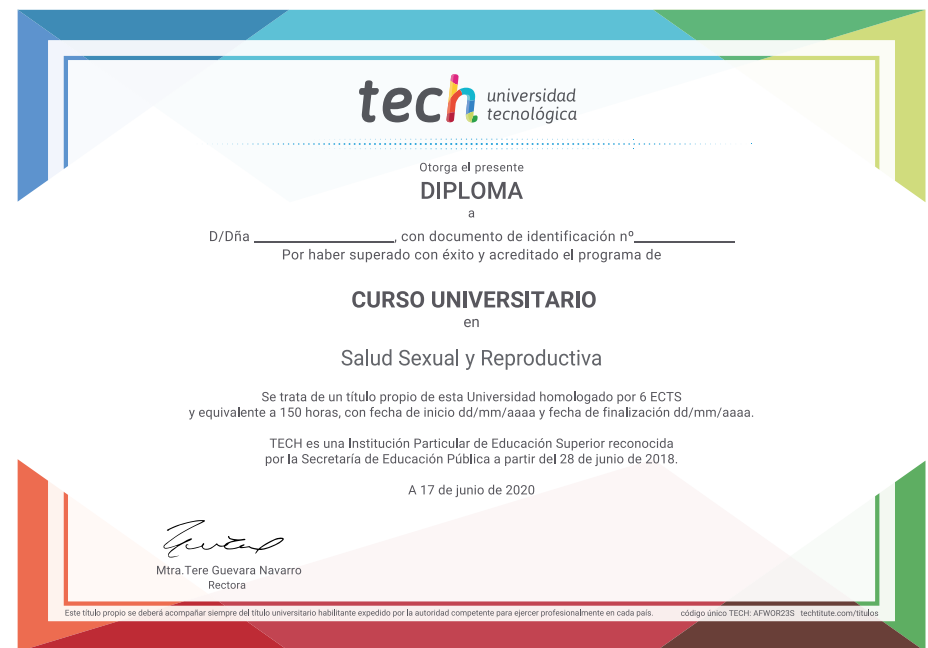 tech universidad
tecnológica
Otorga el presente
DIPLOMA
a
D/Dña ____________________, con documento de identificación nº______________
Por haber superado con éxito y acreditado el programa de
CURSO UNIVERSITARIO
en
Salud Sexual y Reproductiva
Se trata de un título propio de esta Universidad homologado por 6 ECTS
y equivalente a 150 horas, con fecha de inicio dd/mm/aaaa y fecha de finalización dd/mm/aaaa.
TECH es una Institución Particular de Educación Superior reconocida
por la Secretaría de Educación Pública a partir del 28 de junio de 2018.
A 17 de junio de 2020
Mtra.Tere Guevara Navarro
Rectora
Este título propio se deberá acompañar siempre del título universitario habilitante expedido por la autoridad competente para ejercer profesionalmente en cada país. código único TECH: AFWOR23S techtitute.com/titulos